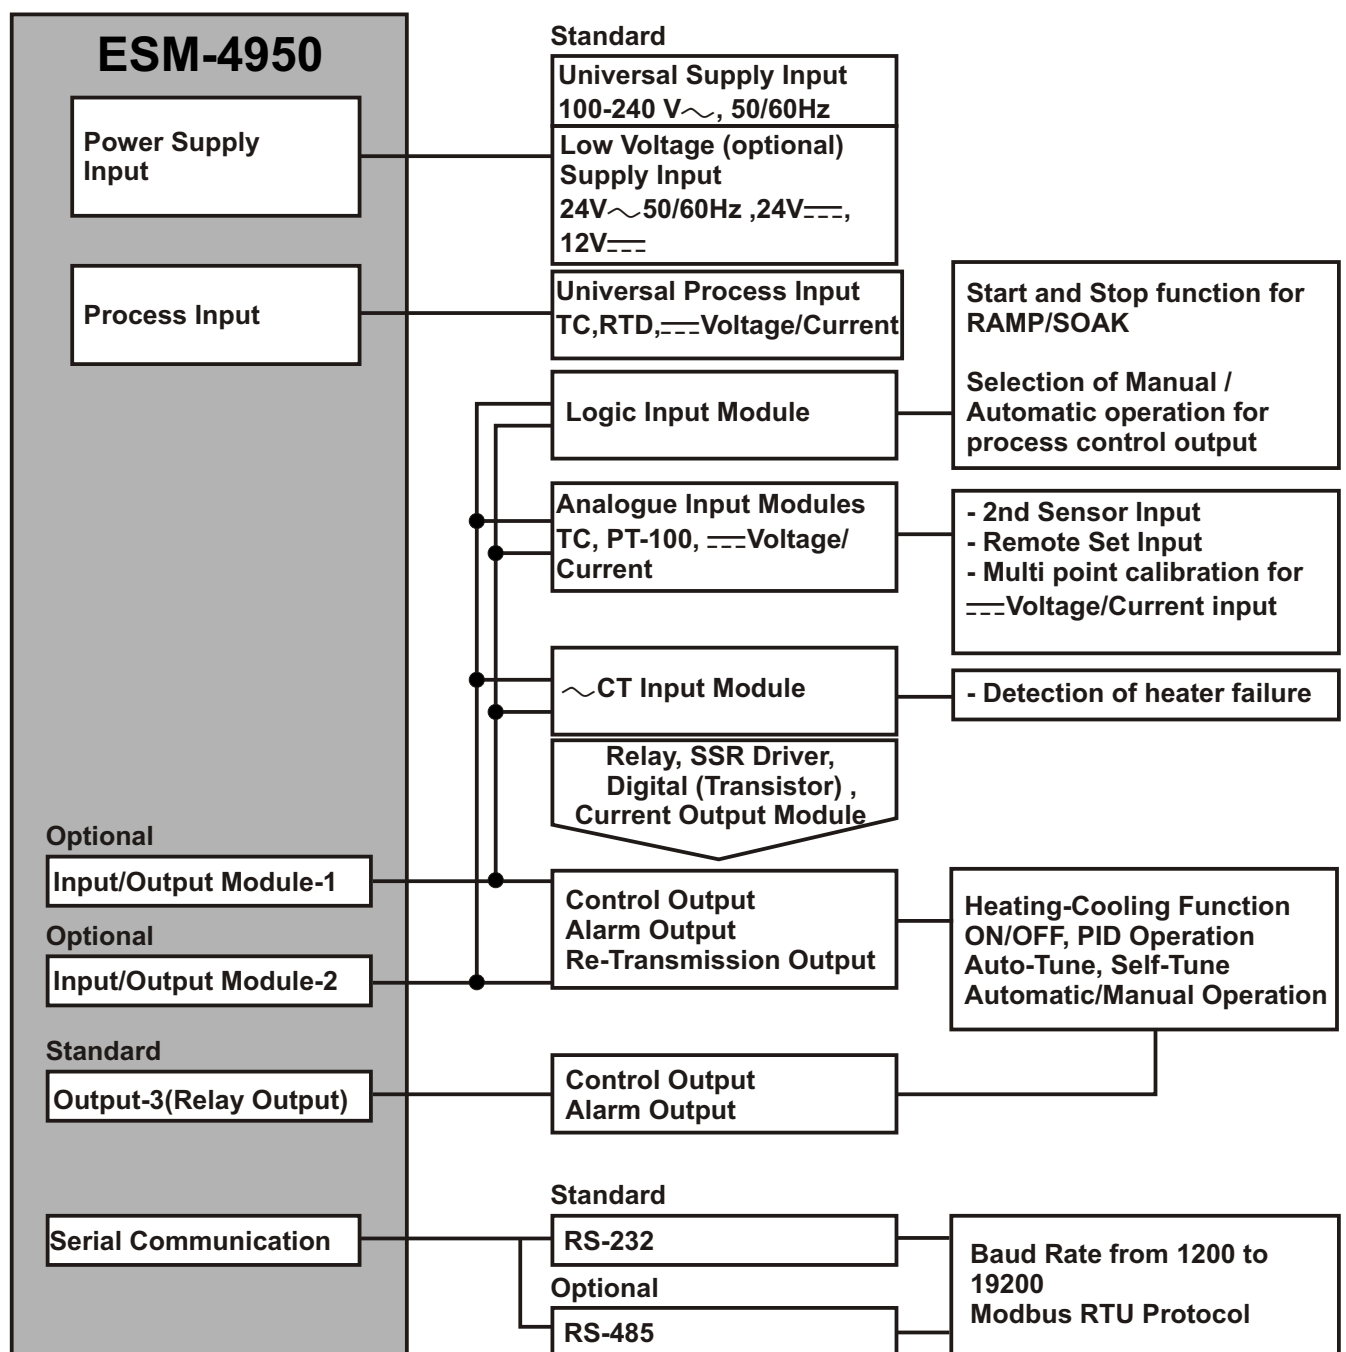 ESM-4950
Power Supply
Input
Standard
Universal Supply Input
100-240 V⏦, 50/60Hz
Low Voltage (optional)
Supply Input
24V⏦50/60Hz ,24V⎓,
12V⎓
Process Input
Universal Process Input
TC,RTD,⎓Voltage/Current
Logic Input Module
Start and Stop function for
RAMP/SOAK
Selection of Manual /
Automatic operation for
process control output
Analogue Input Modules
TC, PT-100, ⎓Voltage/
Current
- 2nd Sensor Input
- Remote Set Input
- Multi point calibration for
⎓Voltage/Current input
⏦CT Input Module
- Detection of heater failure
Relay, SSR Driver,
Digital (Transistor) ,
Current Output Module
Optional
Input/Output Module-1
Optional
Input/Output Module-2
Control Output
Alarm Output
Re-Transmission Output
Heating-Cooling Function
ON/OFF, PID Operation
Auto-Tune, Self-Tune
Automatic/Manual Operation
Standard
Output-3(Relay Output)
Control Output
Alarm Output
Serial Communication
Standard
RS-232
Optional
RS-485
Baud Rate from 1200 to
19200
Modbus RTU Protocol